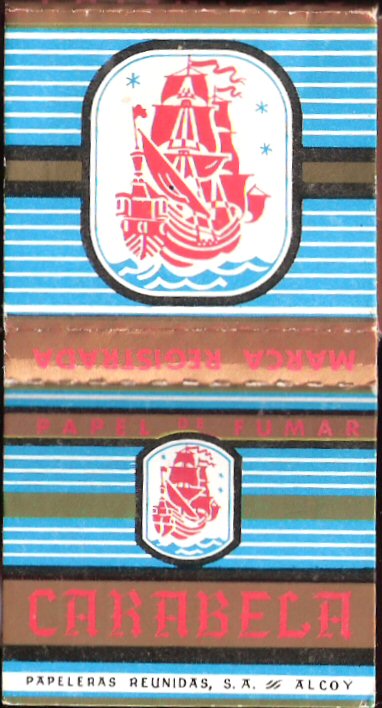 MARCA REGISTRADA
PAPEL DE FUMAR
CARABELA
PAPELERAS REUNIDAS, S.A. ALCOY